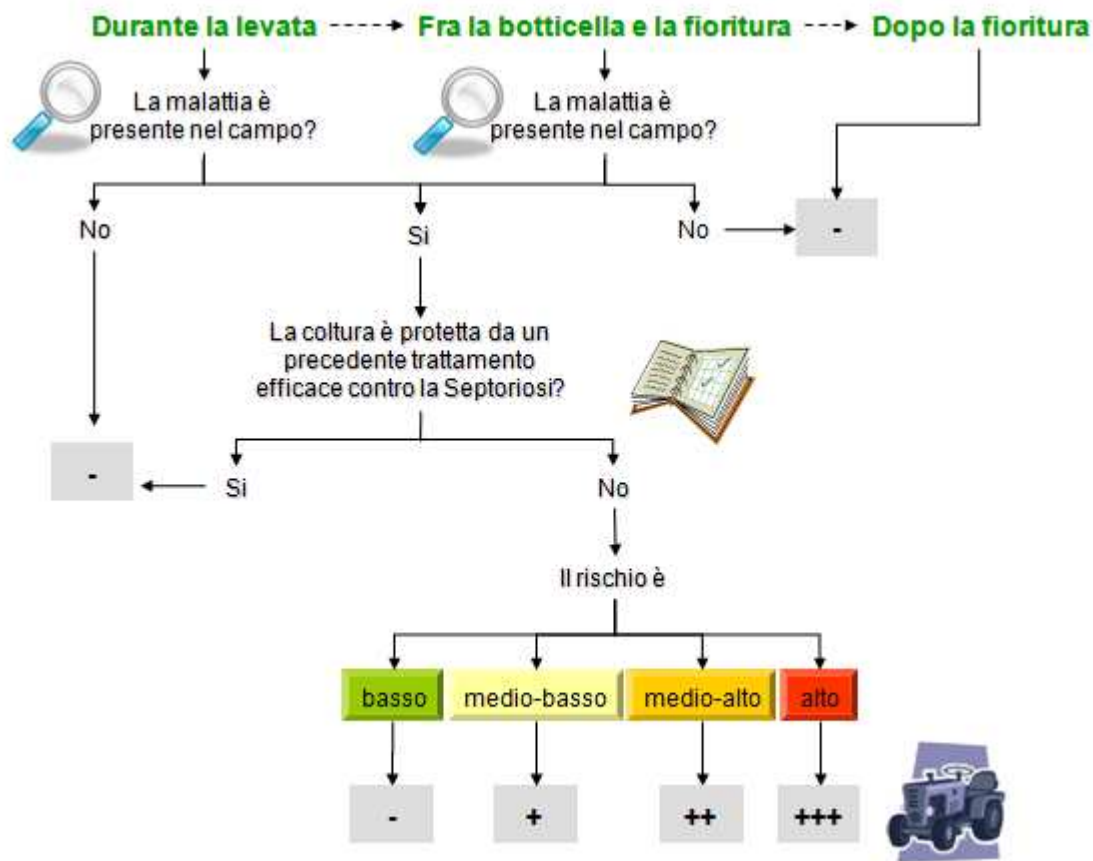 Durante la levata
Fra la botticella e la fioritura
Dopo la fioritura
La malattia è
presente nel campo?
La malattia è
presente nel campo?
No
Si
No
-
La coltura è protetta da un
precedente trattamento
efficace contro la Septoriosi?
-
Si
No
Il rischio è
basso
medio-basso
medio-alto
alto
-
+
++
+++